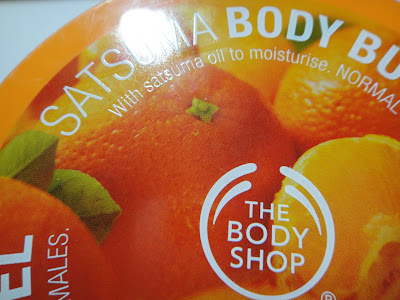 SATSUMA BODY BU
With satsuma oil to moisturise. NORMAL
THE
BODY
SHOP
®
EL
MALES.